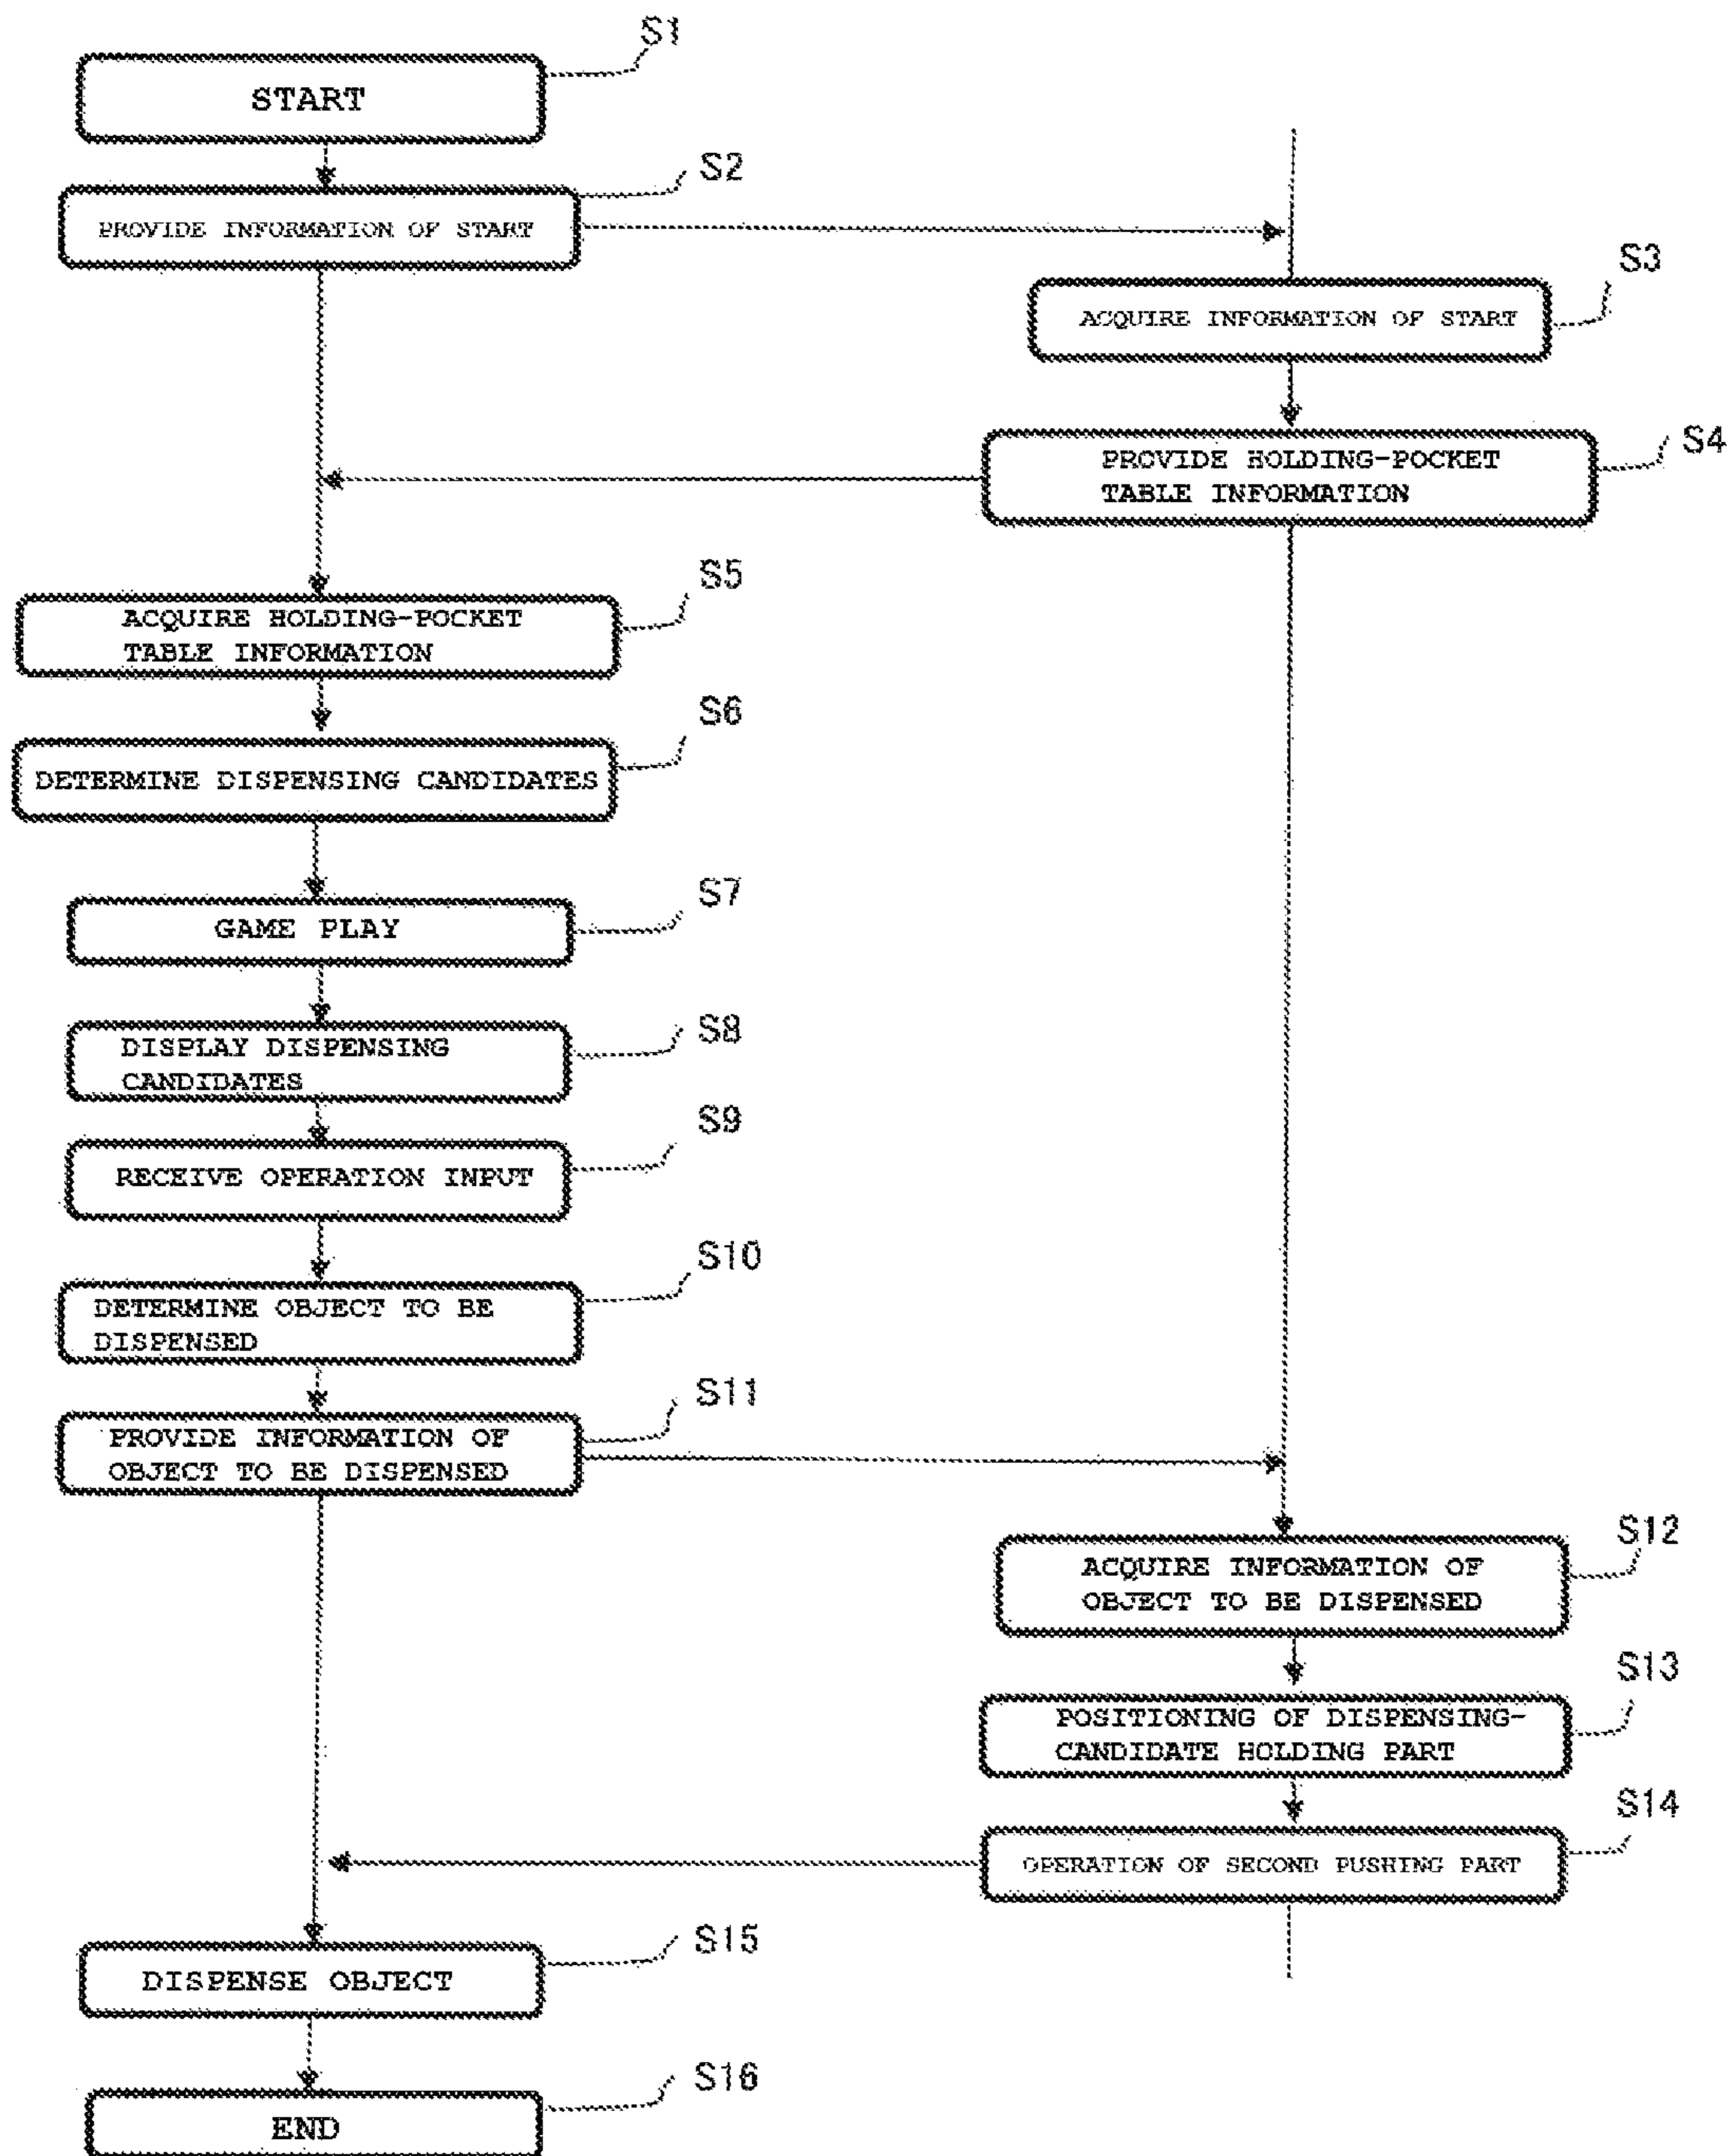 S1
START
S2
PROVIDE INFORMATION OF START
S3
ACQUIRE INFORMATION OF START
S4
PROVIDE HOLDING-POCKET
TABLE INFORMATION
S5
ACQUIRE HOLDING-POCKET
TABLE INFORMATION
S6
DETERMINE DISPENSING CANDIDATES
S7
GAME PLAY
S8
DISPLAY DISPENSING
CANDIDATES
S9
RECEIVE OPERATION INPUT
S10
DETERMINE OBJECT TO BE
DISPENSED
S11
PROVIDE INFORMATION OF
OBJECT TO BE DISPENSED
S12
ACQUIRE INFORMATION OF
OBJECT TO BE DISPENSED
S13
POSITIONING OF DISPENSING-
CANDIDATE HOLDING PART
S14
OPERATION OF SECOND PUSHING PART
S15
DISPENSE OBJECT
S16
END